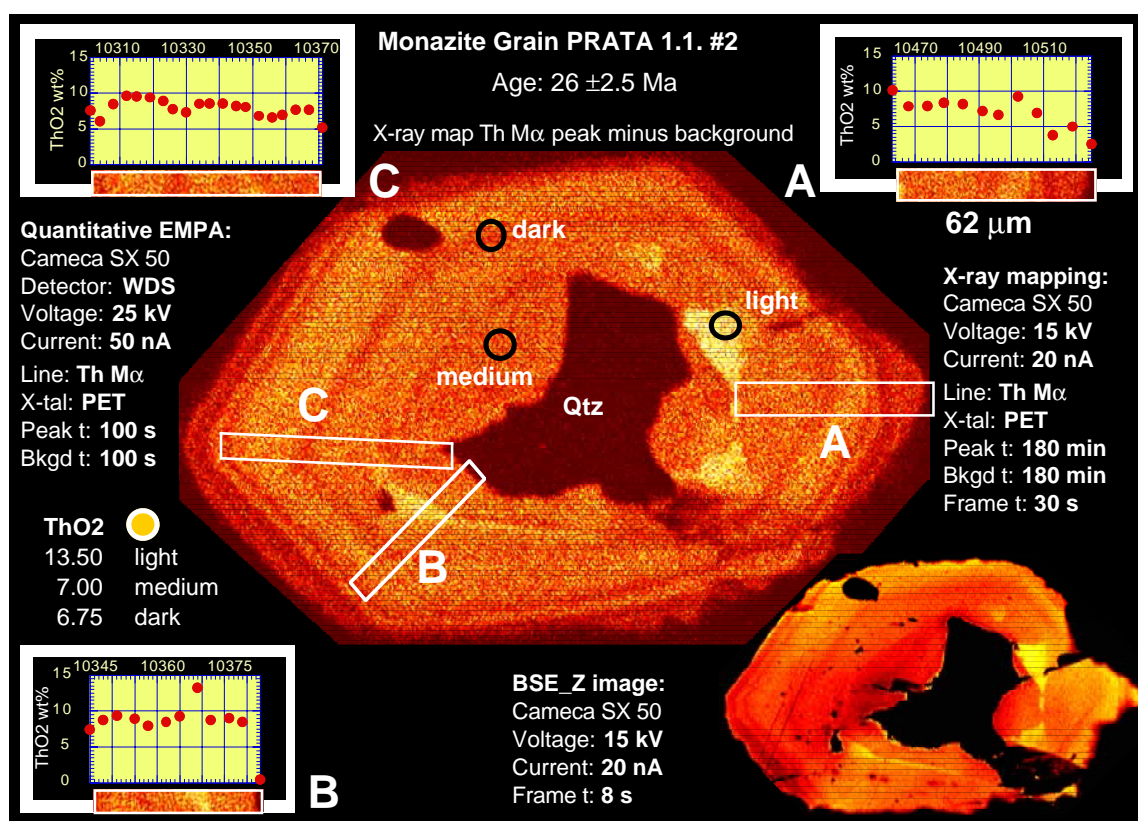 10310 10330 10350 10370
15
10
5
0
ThO2 wt%
C
Monazite Grain PRATA 1.1. #2
Age: 26 ±2.5 Ma
X-ray map Th Mα peak minus background
10470 10490 10510
15
10
5
0
ThO2 wt%
A
62 μm
Quantitative EMPA:
Cameca SX 50
Detector: WDS
Voltage: 25 kV
Current: 50 nA
Line: Th Mα
X-tal: PET
Peak t: 100 s
Bkgd t: 100 s
dark
light
medium
Qtz
C
A
B
X-ray mapping:
Cameca SX 50
Voltage: 15 kV
Current: 20 nA
Line: Th Mα
X-tal: PET
Peak t: 180 min
Bkgd t: 180 min
Frame t: 30 s
ThO2
13.50 light
7.00 medium
6.75 dark
10345 10360 10375
15
10
5
0
ThO2 wt%
B
BSE_Z image:
Cameca SX 50
Voltage: 15 kV
Current: 20 nA
Frame t: 8 s